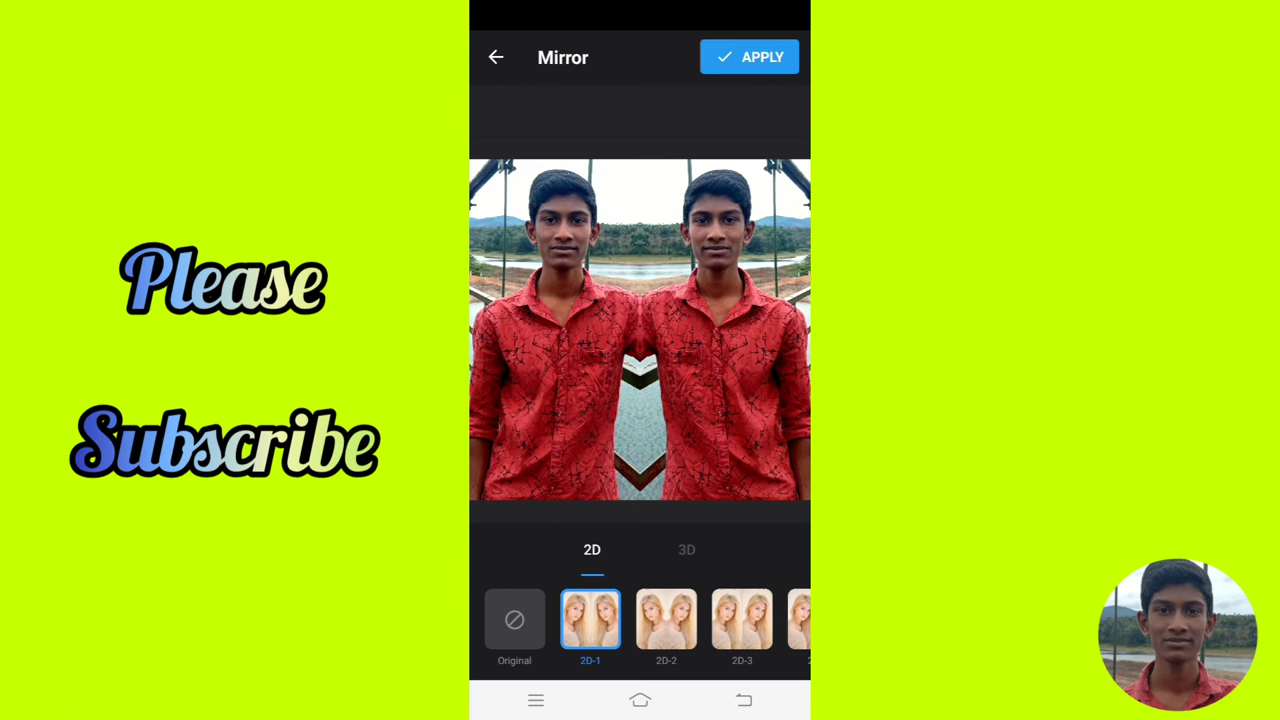 Mirror
APPLY
Please
Subscribe
2D
3D
Original
2D-1
2D-2
2D-3